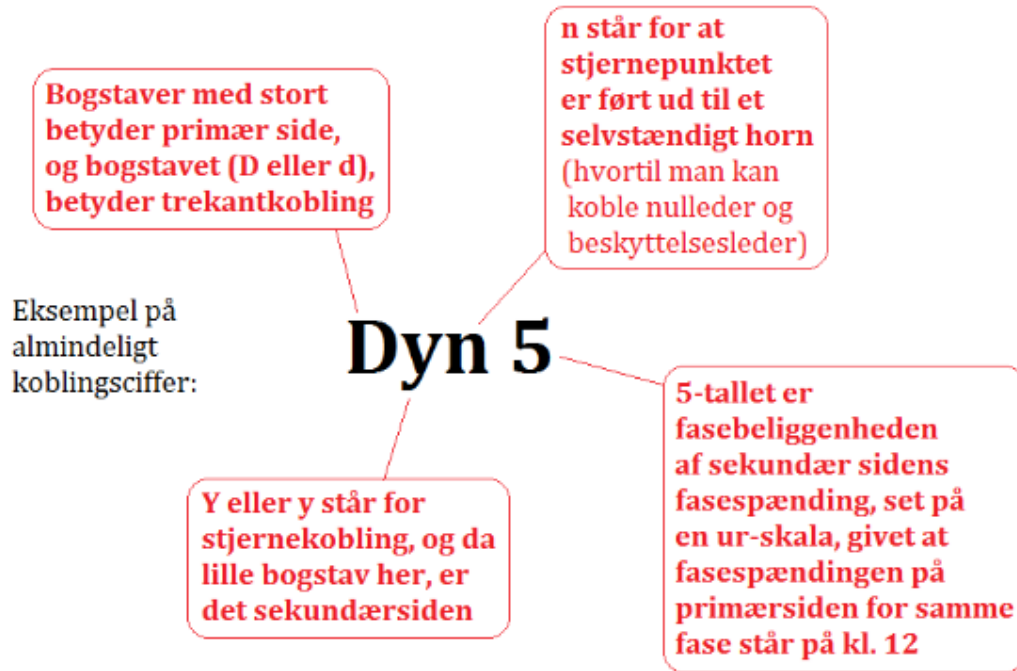 Bogstaver med stort
betyder primær side,
og bogstavet (D eller d),
betyder trekantkobling
n står for at
stjernepunktet
er ført ud til et
selvstændigt horn
(hvortil man kan
koble nulleder og
beskyttelsesleder)
Eksempel på
almindeligt
koblingsciffer:
Dyn 5
Y eller y står for
stjernekobling, og da
lille bogstav her, er
det sekundærsiden
5-tallet er
fasebeliggenheden
af sekundær sidens
fasespænding, set på
en ur-skala, givet at
fasespændingen på
primærsiden for samme
fase står på kl. 12